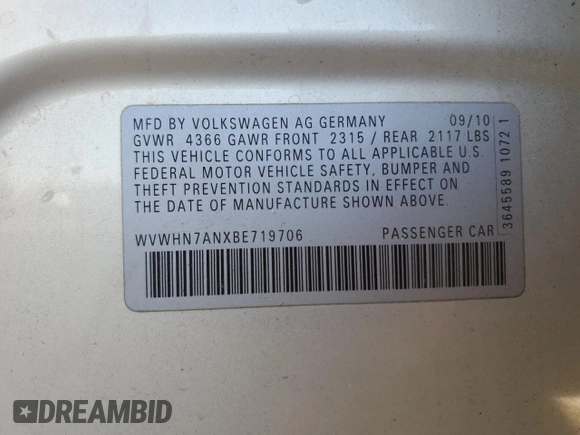 MFD BY VOLKSWAGEN AG GERMANY 09/10
GVWR 4366 GAWR FRONT 2315 / REAR 2117 LBS
THIS VEHICLE CONFORMS TO ALL APPLICABLE U.S.
FEDERAL MOTOR VEHICLE SAFETY, BUMPER AND
THEFT PREVENTION STANDARDS IN EFFECT ON
THE DATE OF MANUFACTURE SHOWN ABOVE.
WVWHN7ANXBE719706 PASSENGER CAR
3645589 1072 1
DREAMBID